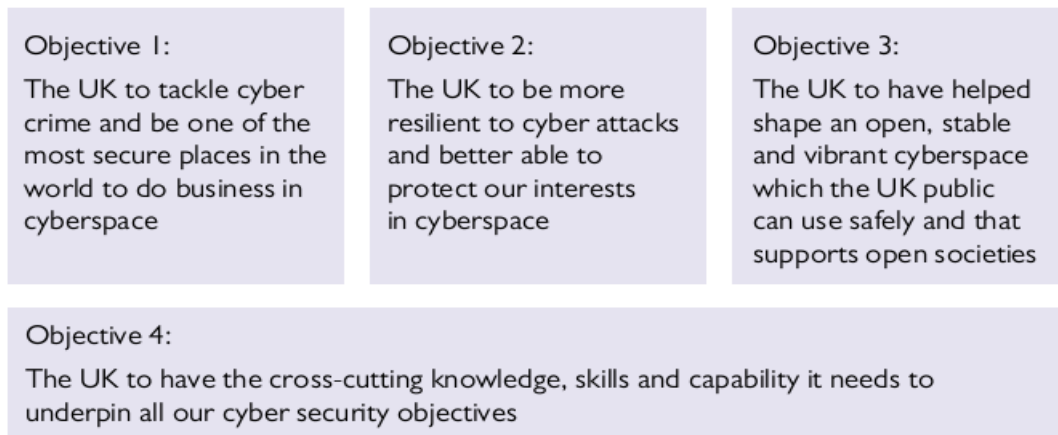 Objective 1:
The UK to tackle cyber
crime and be one of the
most secure places in the
world to do business in
cyberspace
Objective 2:
The UK to be more
resilient to cyber attacks
and better able to
protect our interests
in cyberspace
Objective 3:
The UK to have helped
shape an open, stable
and vibrant cyberspace
which the UK public
can use safely and that
supports open societies
Objective 4:
The UK to have the cross-cutting knowledge, skills and capability it needs to
underpin all our cyber security objectives